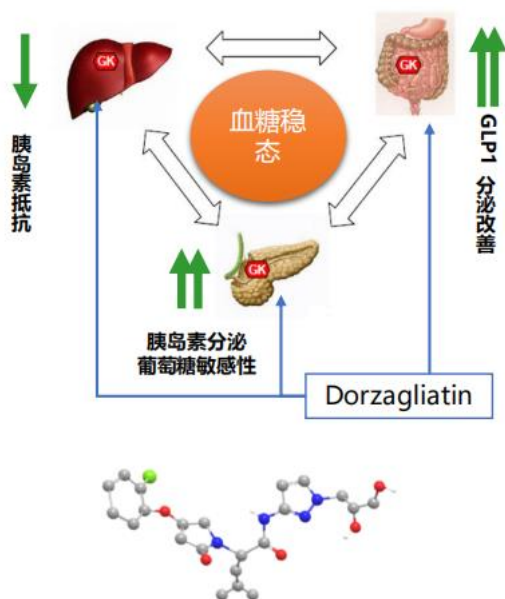 GK
GK
血糖稳
态
胰岛素抵抗
GLP1 分泌改善
GK
胰岛素分泌
葡萄糖敏感性
Dorzagliatin